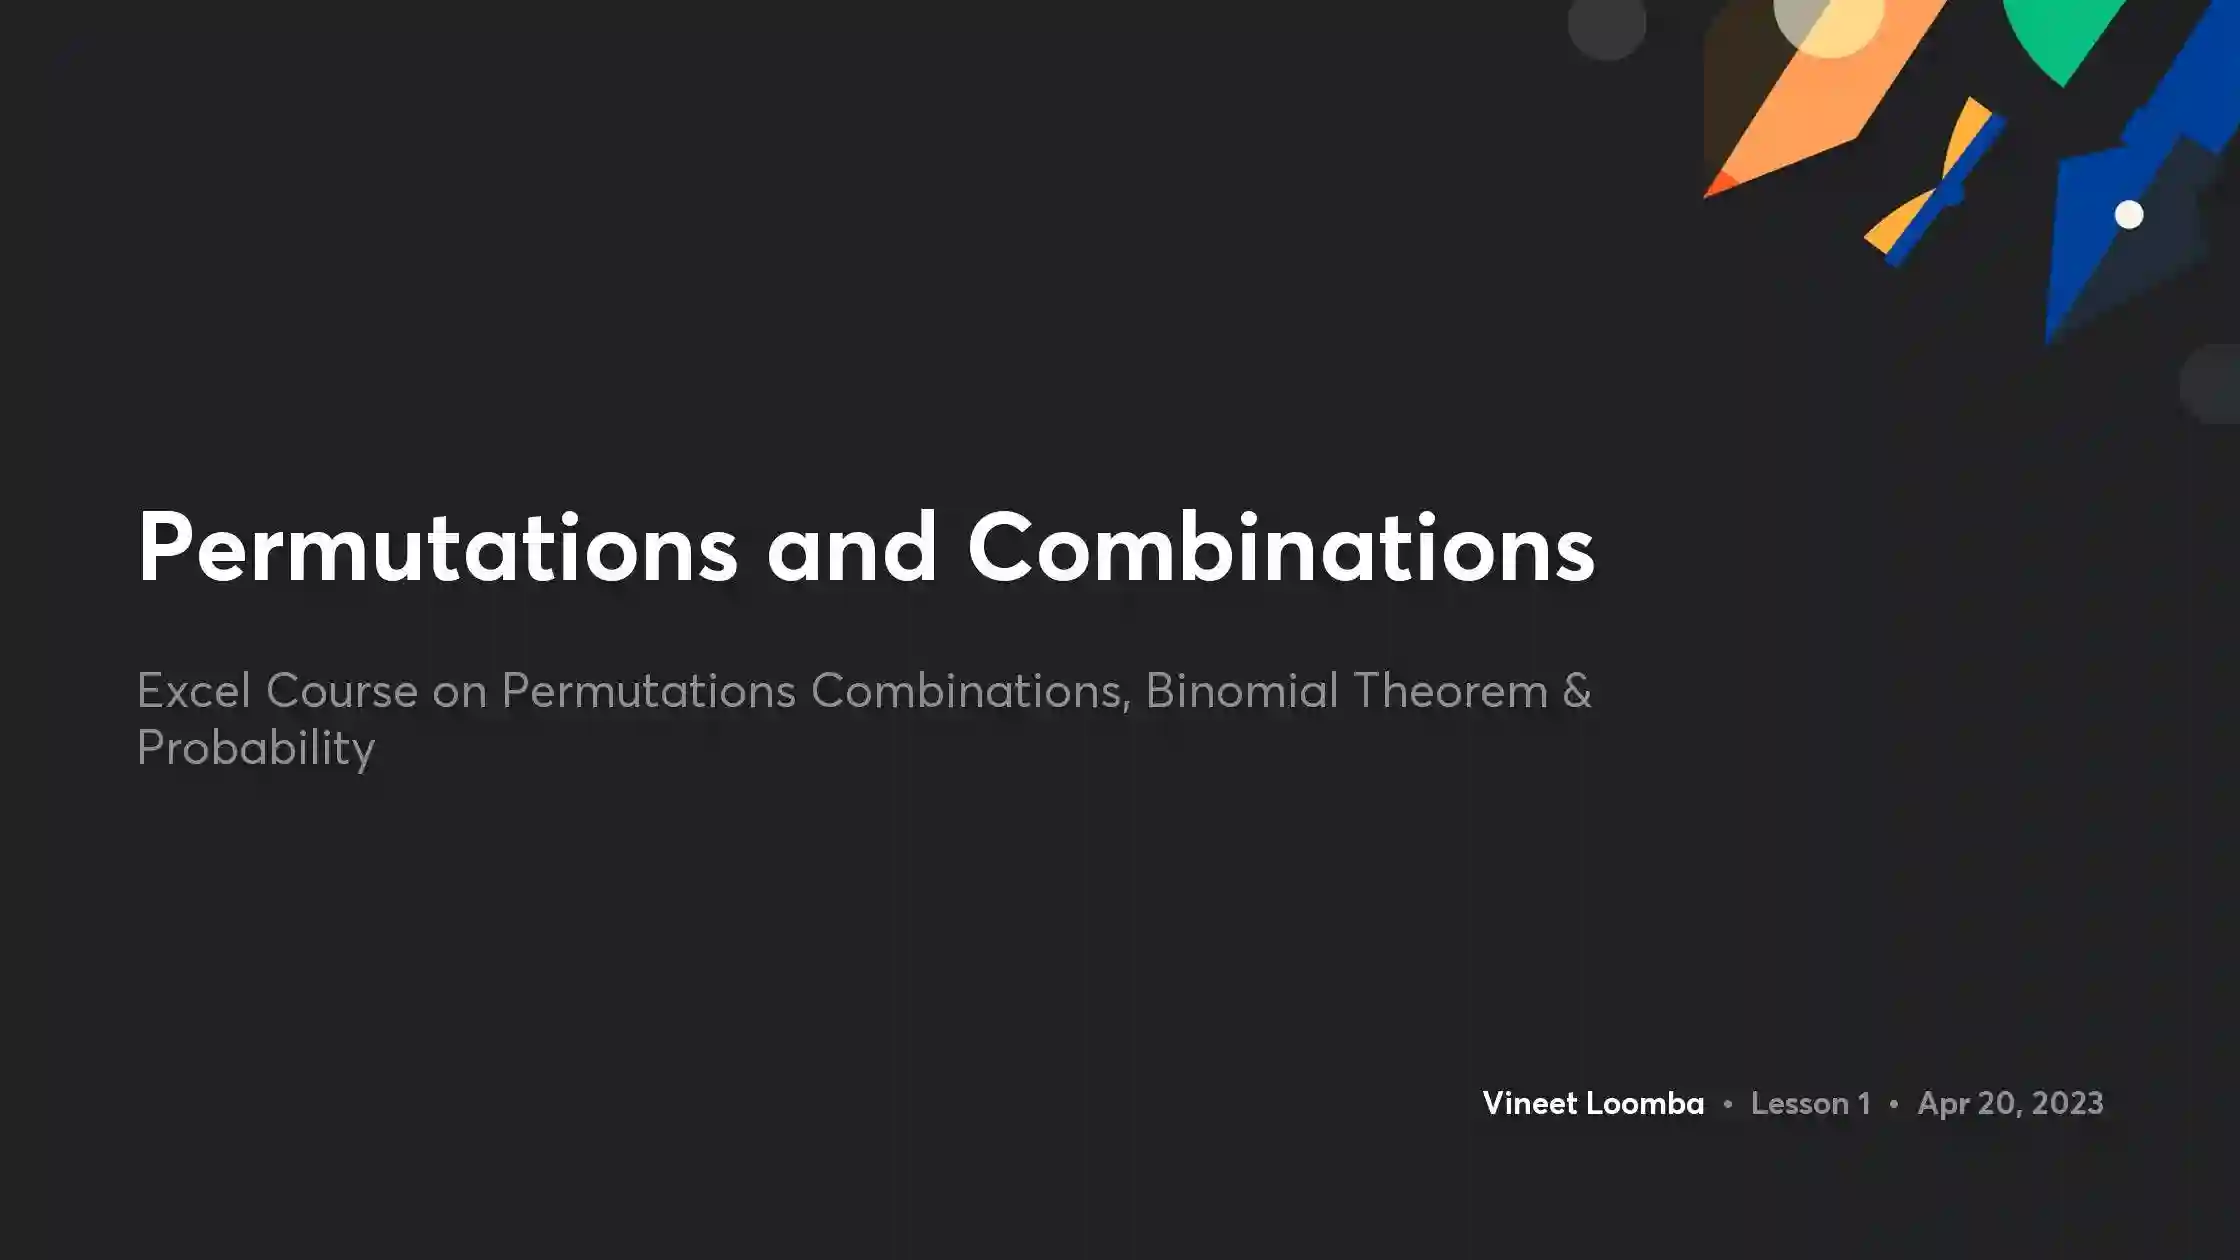 Permutations and Combinations
Excel Course on Permutations Combinations, Binomial Theorem &
Probability
Vineet Loomba • Lesson 1 • Apr 20, 2023